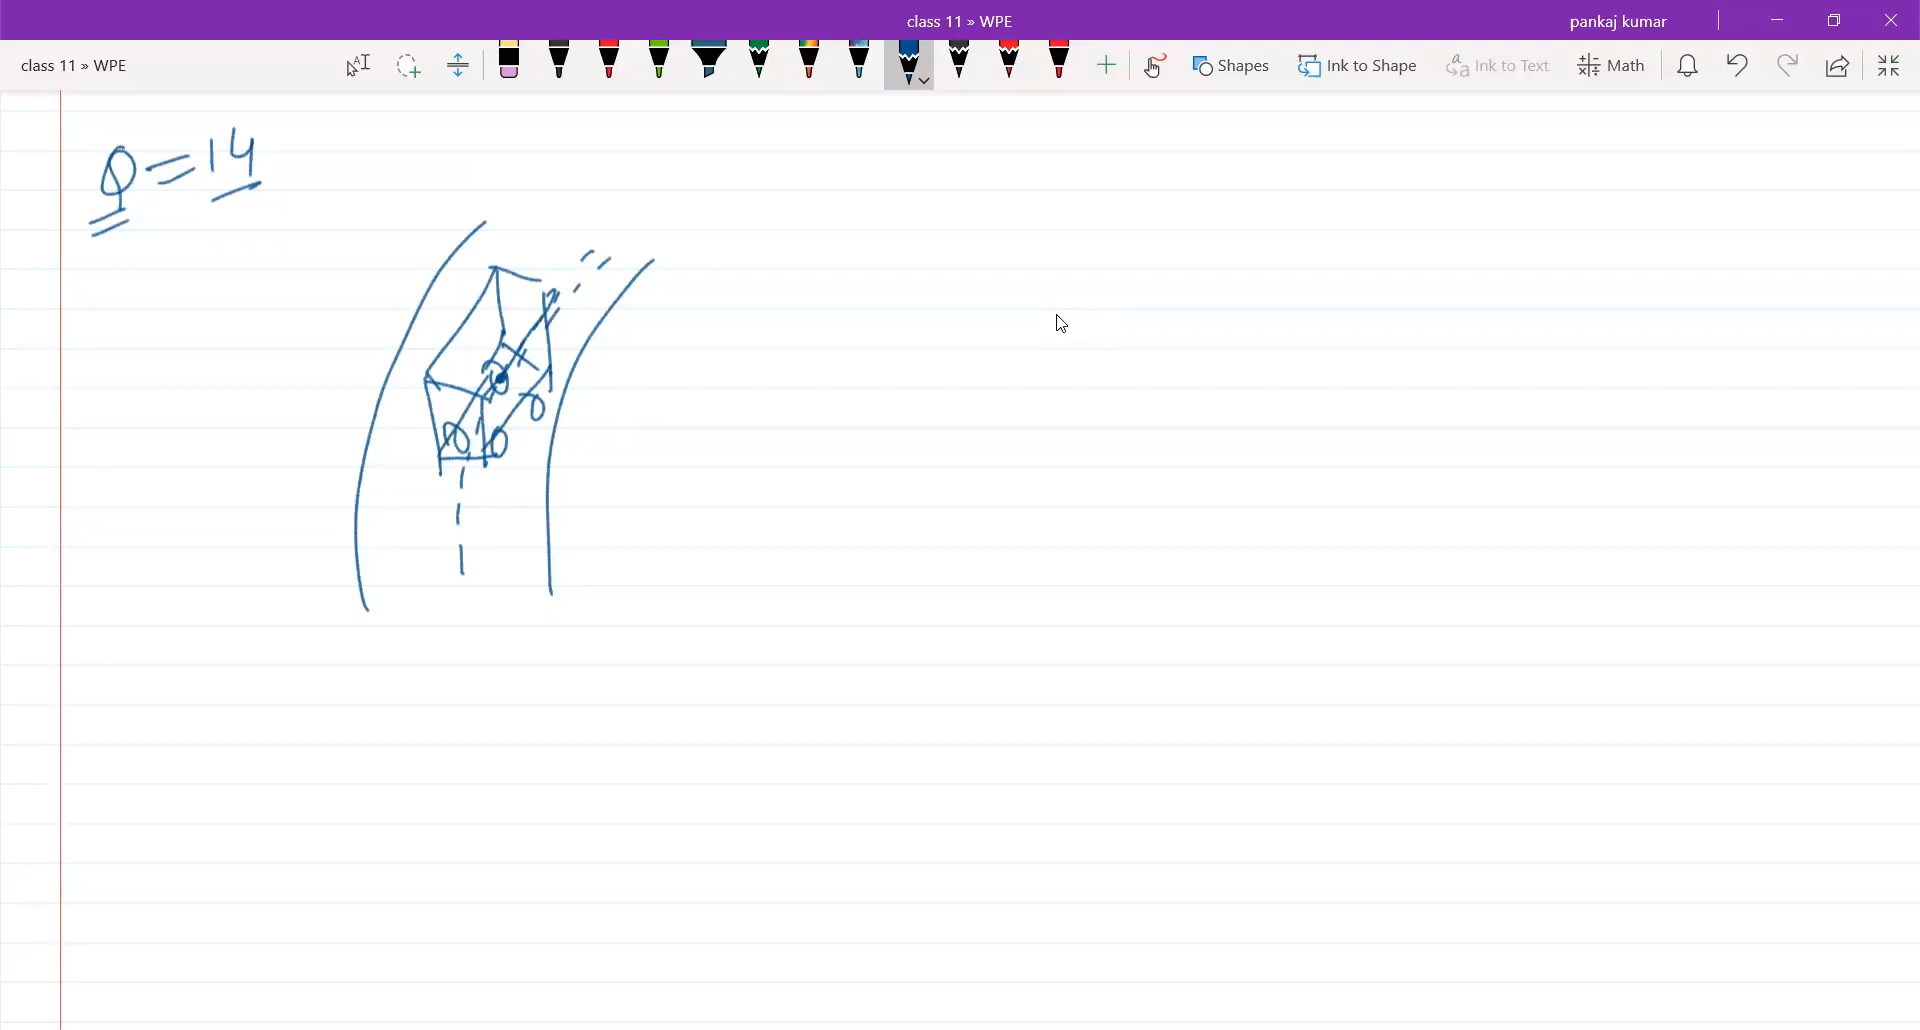 class 11 » WPE
pankaj kumar
class 11 » WPE
Shapes
Ink to Shape
Ink to Text
Math
Q = 14